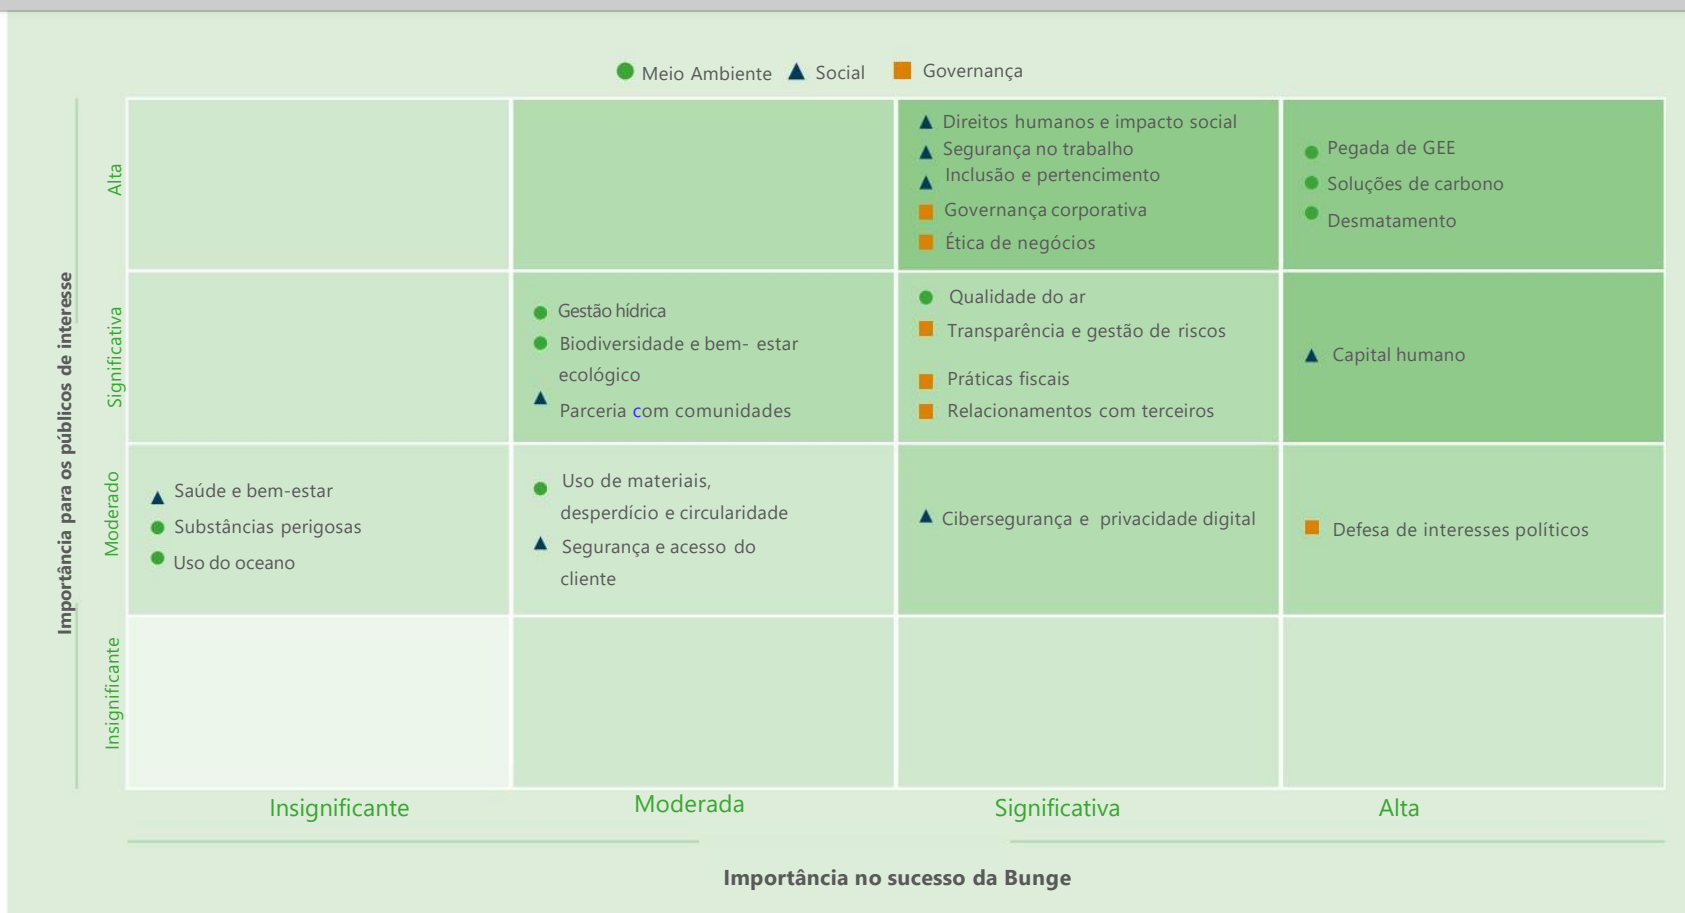 Meio Ambiente
Social
Governança
Importância para os públicos de interesse
Alta
Direitos humanos e impacto social
Segurança no trabalho
Inclusão e pertencimento
Governança corporativa
Ética de negócios
Pegada de GEE
Soluções de carbono
Desmatamento
Significativa
Gestão hídrica
Biodiversidade e bem- estar
ecológico
Parceria com comunidades
Qualidade do ar
Transparência e gestão de riscos
Práticas fiscais
Relacionamentos com terceiros
Capital humano
Moderado
Saúde e bem-estar
Substâncias perigosas
Uso do oceano
Uso de materiais,
desperdício e circularidade
Segurança e acesso do
cliente
Cibersegurança e privacidade digital
Defesa de interesses políticos
Insignificante
Insignificante
Moderada
Significativa
Alta
Importância no sucesso da Bunge